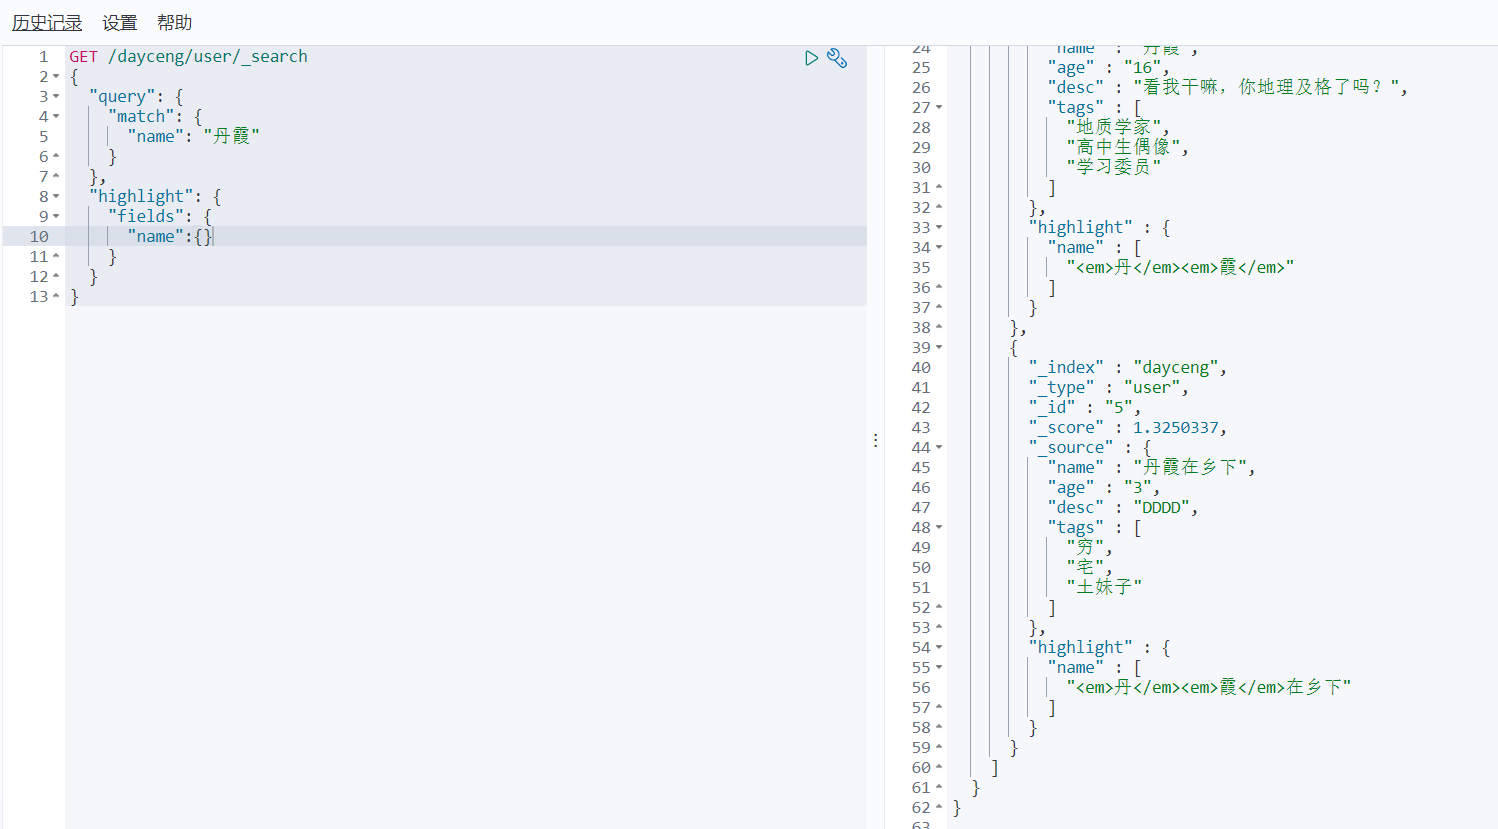 历史记录 设置 帮助
1 GET /dayceng/user/_search
2 {
3 "query": {
4 "match": {
5 "name": "丹霞"
6 }
7 },
8 "highlight": {
9 "fields": {
10 "name":{}
11 }
12 }
13 }
24 "name" : "丹霞",
25 "age" : "16",
26 "desc" : "看我干嘛，你地理及格了吗？",
27 "tags" : [
28 "地质学家",
29 "高中生偶像",
30 "学习委员"
31 ]
32 },
33 "highlight" : {
34 "name" : [
35 "<em>丹</em><em>霞</em>"
36 ]
37 }
38 },
39 {
40 "_index" : "dayceng",
41 "_type" : "user",
42 "_id" : "5",
43 "_score" : 1.3250337,
44 "_source" : {
45 "name" : "丹霞在乡下",
46 "age" : "3",
47 "desc" : "DDDD",
48 "tags" : [
49 "穷",
50 "宅",
51 "土妹子"
52 ]
53 },
54 "highlight" : {
55 "name" : [
56 "<em>丹</em><em>霞</em>在乡下"
57 ]
58 }
59 }
60 ]
61 }
62 }
63